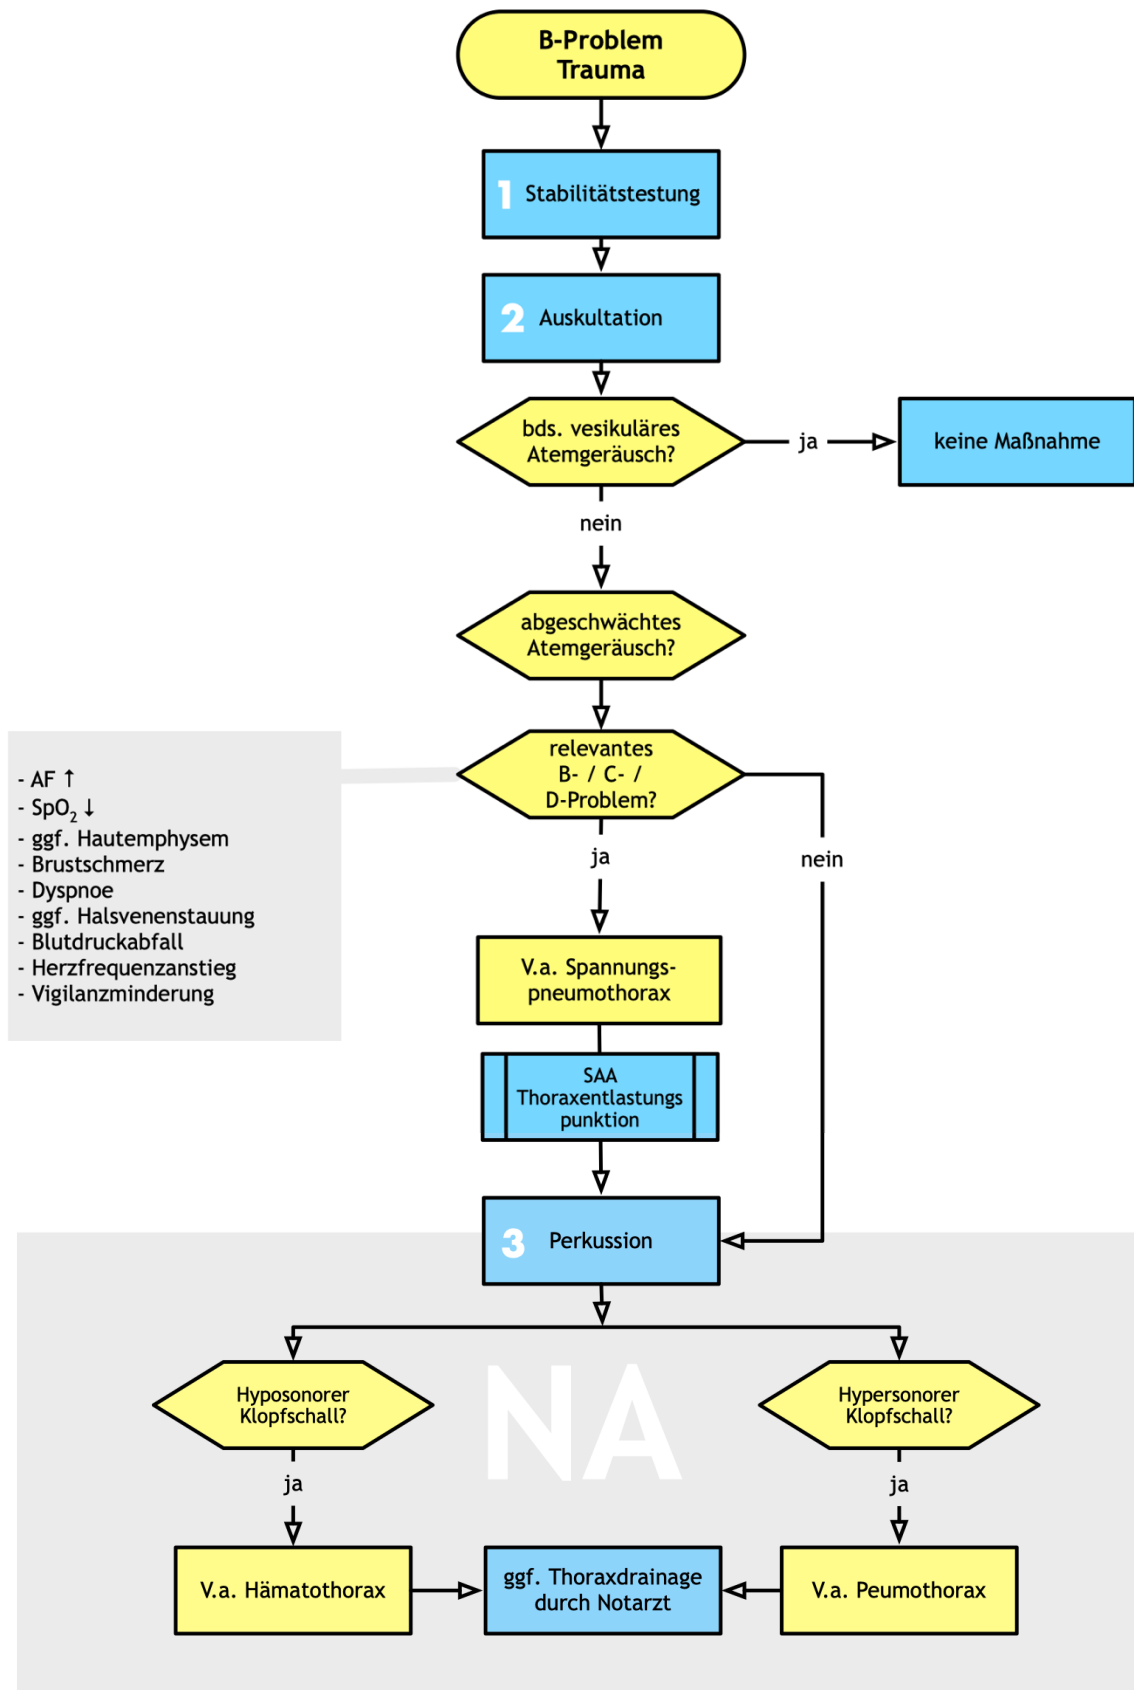 B-Problem
Trauma
1 Stabilitätstestung
2 Auskultation
bds. vesikuläres
Atemgeräusch?
ja
keine Maßnahme
nein
abgeschwächtes
Atemgeräusch?
relevantes
B- / C- /
D-Problem?
- AF ↑
- SpO₂ ↓
- ggf. Hautemphysem
- Brustschmerz
- Dyspnoe
- ggf. Halsvenenstauung
- Blutdruckabfall
- Herzfrequenzanstieg
- Vigilanzminderung
ja
nein
V.a. Spannungs-
pneumothorax
SAA
Thoraxentlastungs
punktion
3 Perkussion
NA
Hyposonorer
Klopfschall?
Hypersonorer
Klopfschall?
ja
ja
V.a. Hämatothorax
ggf. Thoraxdrainage
durch Notarzt
V.a. Peumothorax